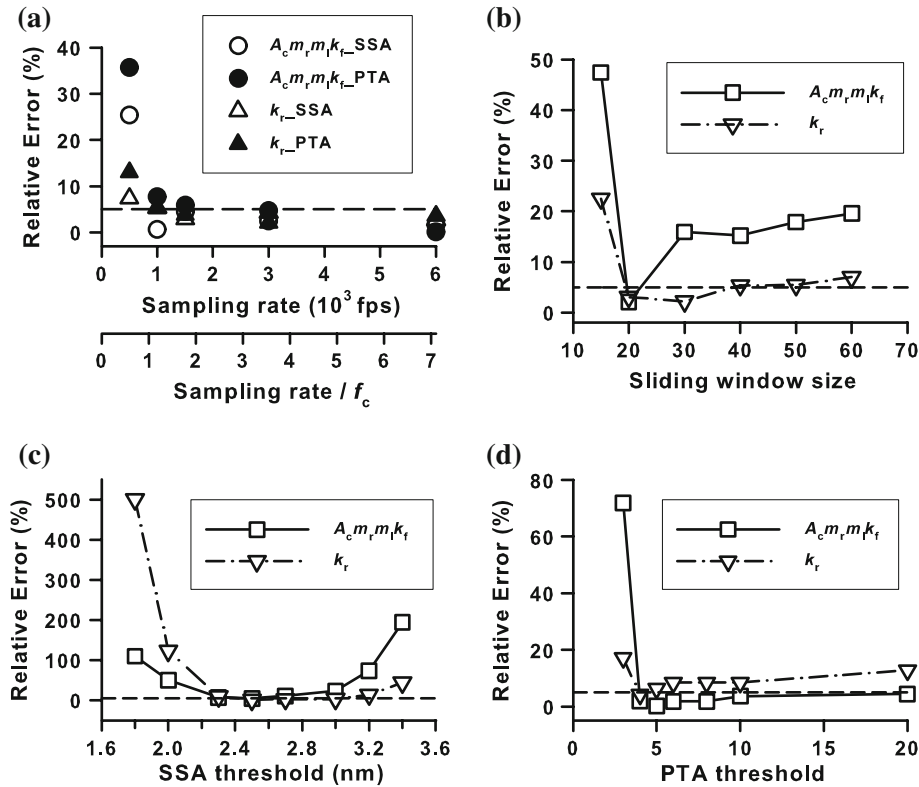 (a)
Relative Error (%)
40
30
20
10
0
A_c m_r m_l k_f_SSA
A_c m_r m_l k_f_PTA
k_r_SSA
k_r_PTA
0 1 2 3 4 5 6
Sampling rate (10³ fps)
0 1 2 3 4 5 6 7
Sampling rate / f_c
(b)
Relative Error (%)
50
40
30
20
10
0
A_c m_r m_l k_f
k_r
10 20 30 40 50 60 70
Sliding window size
(c)
Relative Error (%)
500
400
300
200
100
0
A_c m_r m_l k_f
k_r
1.6 2.0 2.4 2.8 3.2 3.6
SSA threshold (nm)
(d)
Relative Error (%)
80
60
40
20
0
A_c m_r m_l k_f
k_r
0 5 10 15 20
PTA threshold